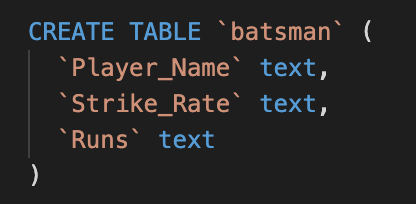 CREATE TABLE `batsman` (
`Player_Name` text,
`Strike_Rate` text,
`Runs` text
)